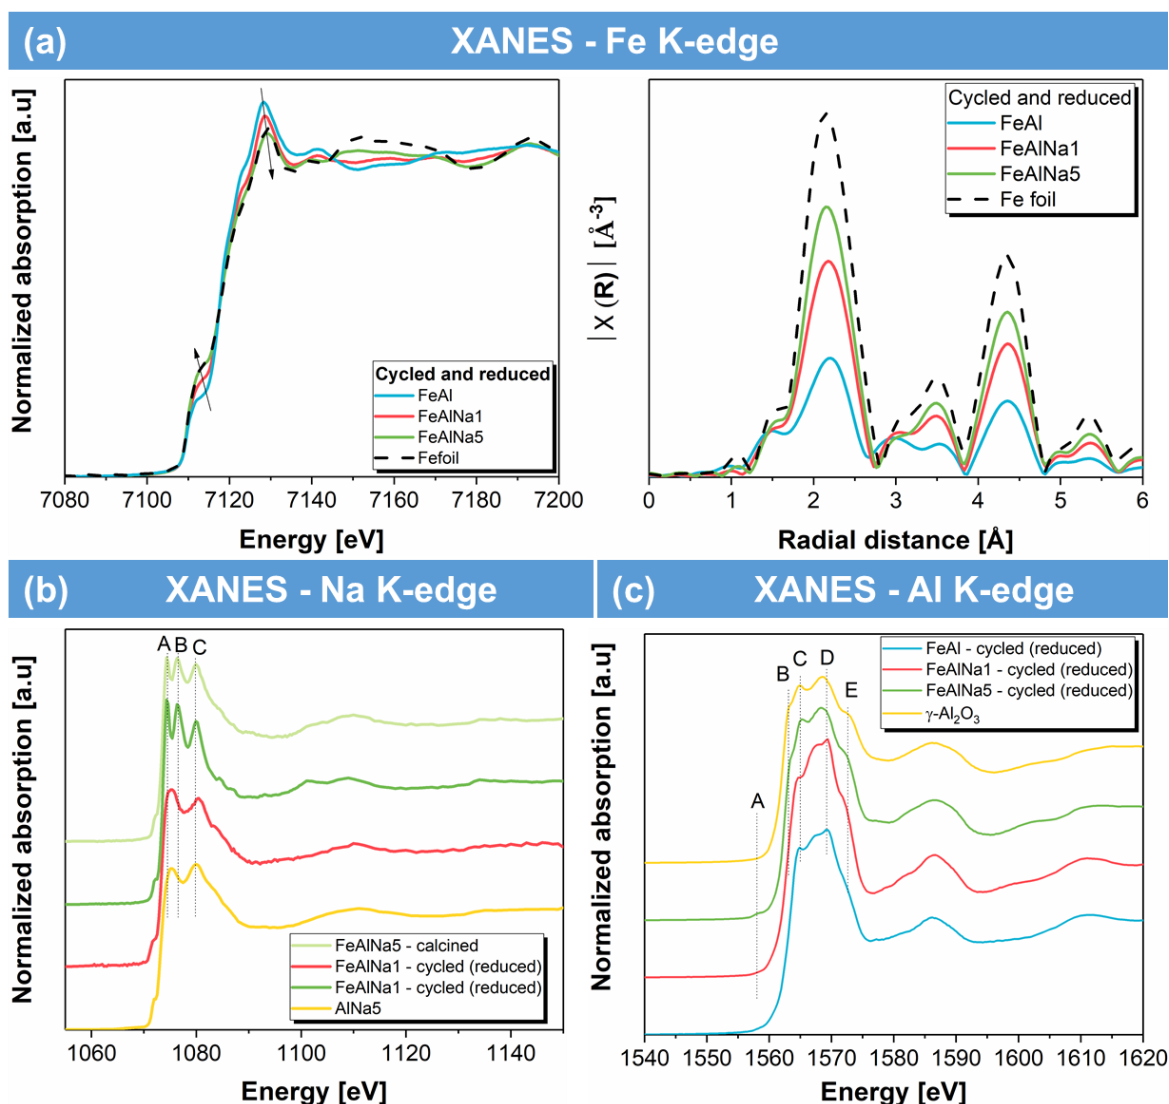 (a) XANES - Fe K-edge
Normalized absorption [a.u]
Cycled and reduced
FeAl
FeAlNa1
FeAlNa5
Fefoil
7080 7100 7120 7140 7160 7180 7200
Energy [eV]
| X (R) | [Å-3]
Cycled and reduced
FeAl
FeAlNa1
FeAlNa5
Fe foil
0 1 2 3 4 5 6
Radial distance [Å]
(b) XANES - Na K-edge
Normalized absorption [a.u]
A B C
FeAlNa5 - calcined
FeAlNa1 - cycled (reduced)
FeAlNa1 - cycled (reduced)
AlNa5
1060 1080 1100 1120 1140
Energy [eV]
(c) XANES - Al K-edge
Normalized absorption [a.u]
A B C D E
FeAl - cycled (reduced)
FeAlNa1 - cycled (reduced)
FeAlNa5 - cycled (reduced)
γ-Al2O3
1540 1550 1560 1570 1580 1590 1600 1610 1620
Energy [eV]